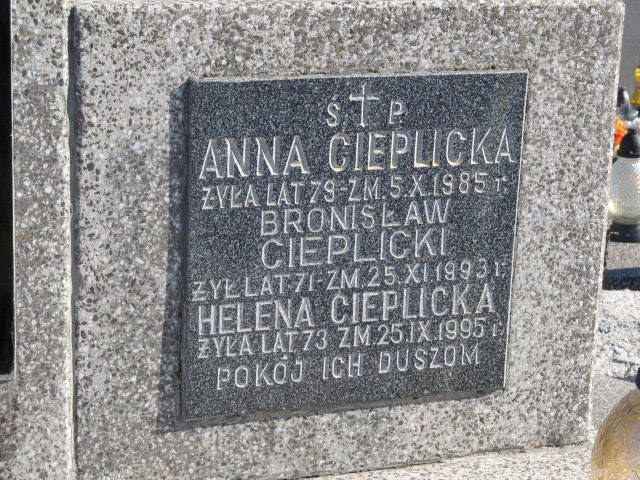 Ś † P
ANNA CIEPLICKA
ŻYŁA LAT 79-ZM. 5.X.1985 r.
BRONISŁAW
CIEPLICKI
ŻYŁ LAT 71-ZM. 25.XI.1993 r.
HELENA CIEPLICKA
ŻYŁA LAT 73 ZM. 25.IX.1995 r.
POKÓJ ICH DUSZOM